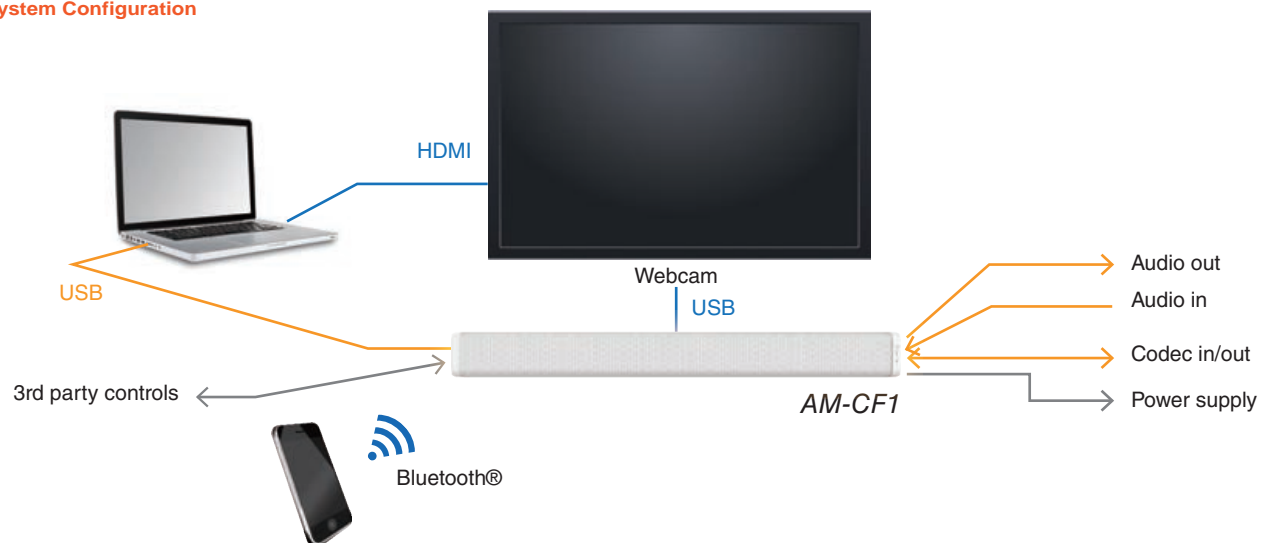 ystem Configuration
HDMI
Webcam
USB
USB
Audio out
Audio in
Codec in/out
Power supply
3rd party controls
AM-CF1
Bluetooth®